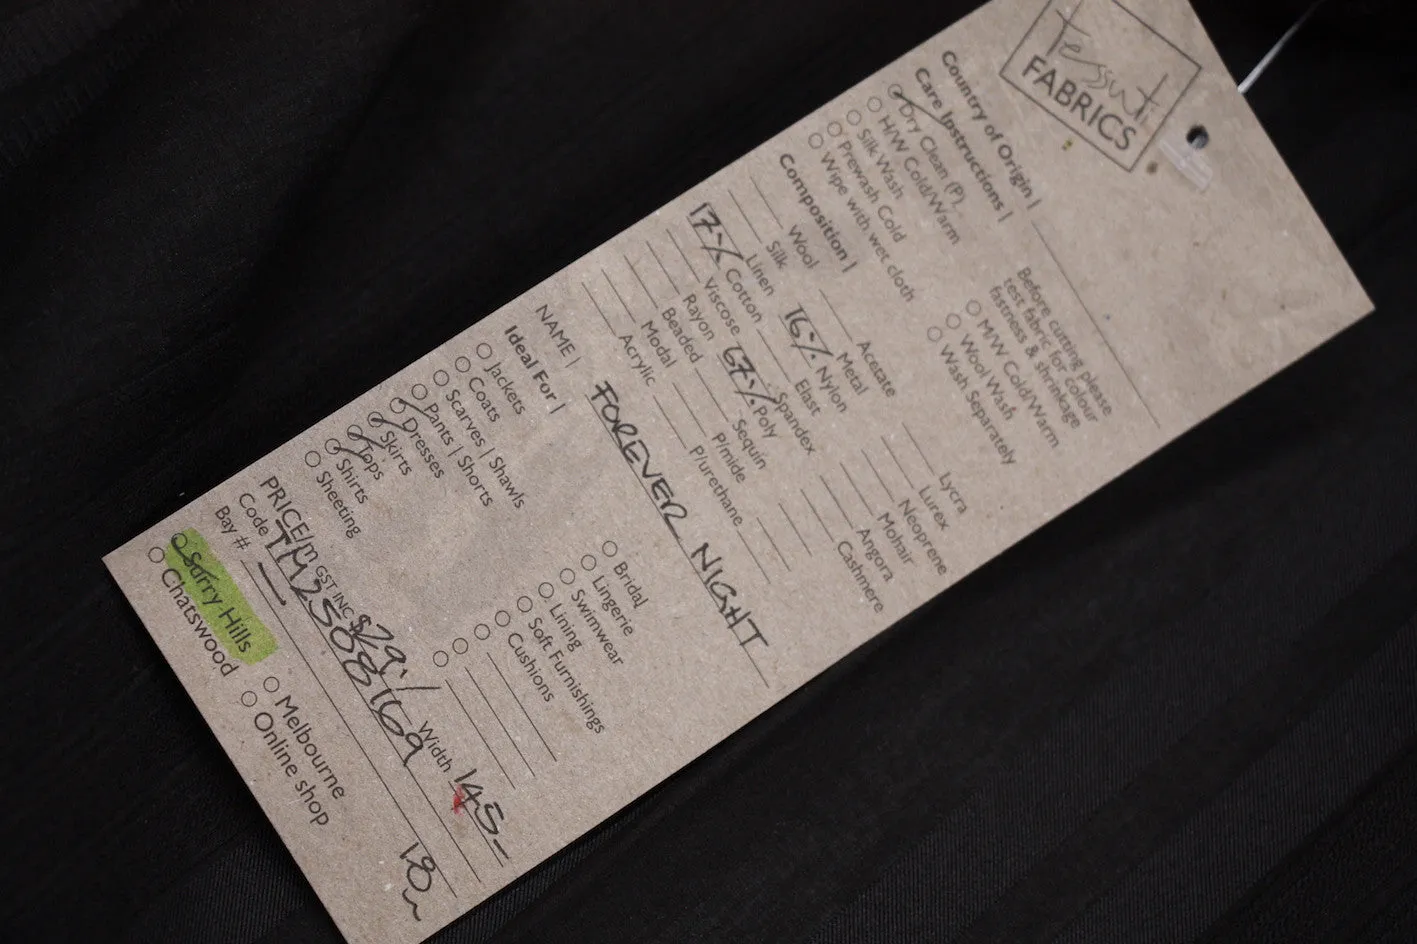 Tessuti
FABRICS
Country of Origin |
Care Instructions |
Dry Clean (P)
H/W Cold/Warm
Silk Wash
Prewash Cold
Wipe with wet cloth
Before cutting please
test fabric for colour
fastness & shrinkage
M/W Cold/Warm
Wool Wash
Wash Separately
Composition |
Wool
Silk
Linen
17% Cotton
Viscose
Rayon
Beaded
Modal
Acrylic
Acetate
Metal
16% Nylon
Elast
Spandex
67% Poly
Sequin
P/mide
P/urethane
Lycra
Lurex
Neoprene
Mohair
Angora
Cashmere
NAME | FOREVER NIGHT
Ideal For |
Jackets
Coats
Scarves | Shawls
Pants | Shorts
Dresses
Skirts
Tops
Shirts
Sheeting
Bridal
Lingerie
Swimwear
Lining
Soft Furnishings
Cushions
PRICE/m GST INC $29.- / Width 145-
Code TM2508169
Bay #
Surry Hills
Chatswood
Melbourne
Online shop